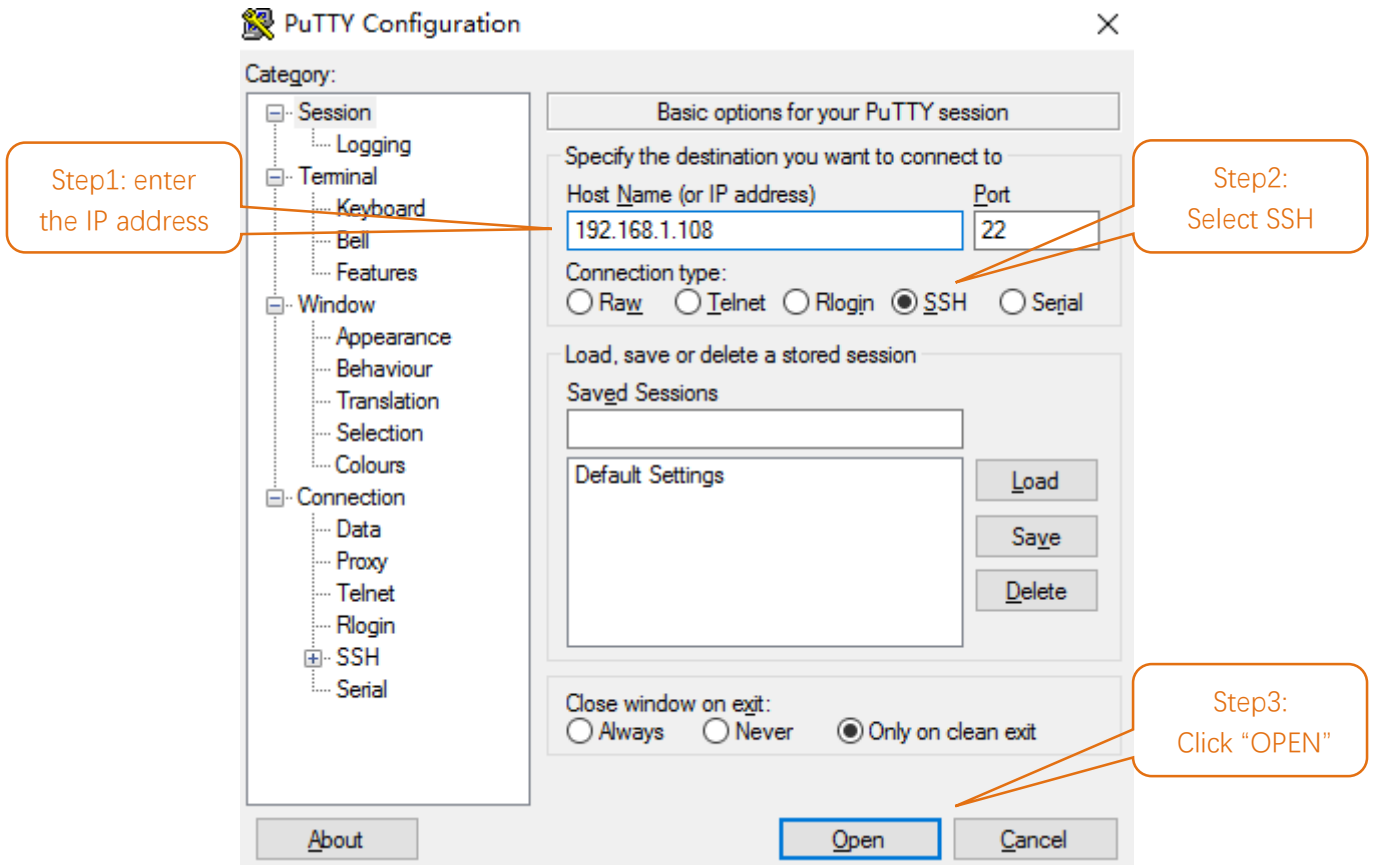 PuTTY Configuration
Category:
Session
Logging
Terminal
Keyboard
Bell
Features
Window
Appearance
Behaviour
Translation
Selection
Colours
Connection
Data
Proxy
Telnet
Rlogin
SSH
Serial
Basic options for your PuTTY session
Specify the destination you want to connect to
Host Name (or IP address) Port
192.168.1.108 22
Connection type:
Raw Telnet Rlogin SSH Serial
Load, save or delete a stored session
Saved Sessions
Default Settings
Load
Save
Delete
Close window on exit:
Always Never Only on clean exit
About Open Cancel
Step1: enter
the IP address
Step2:
Select SSH
Step3:
Click “OPEN”